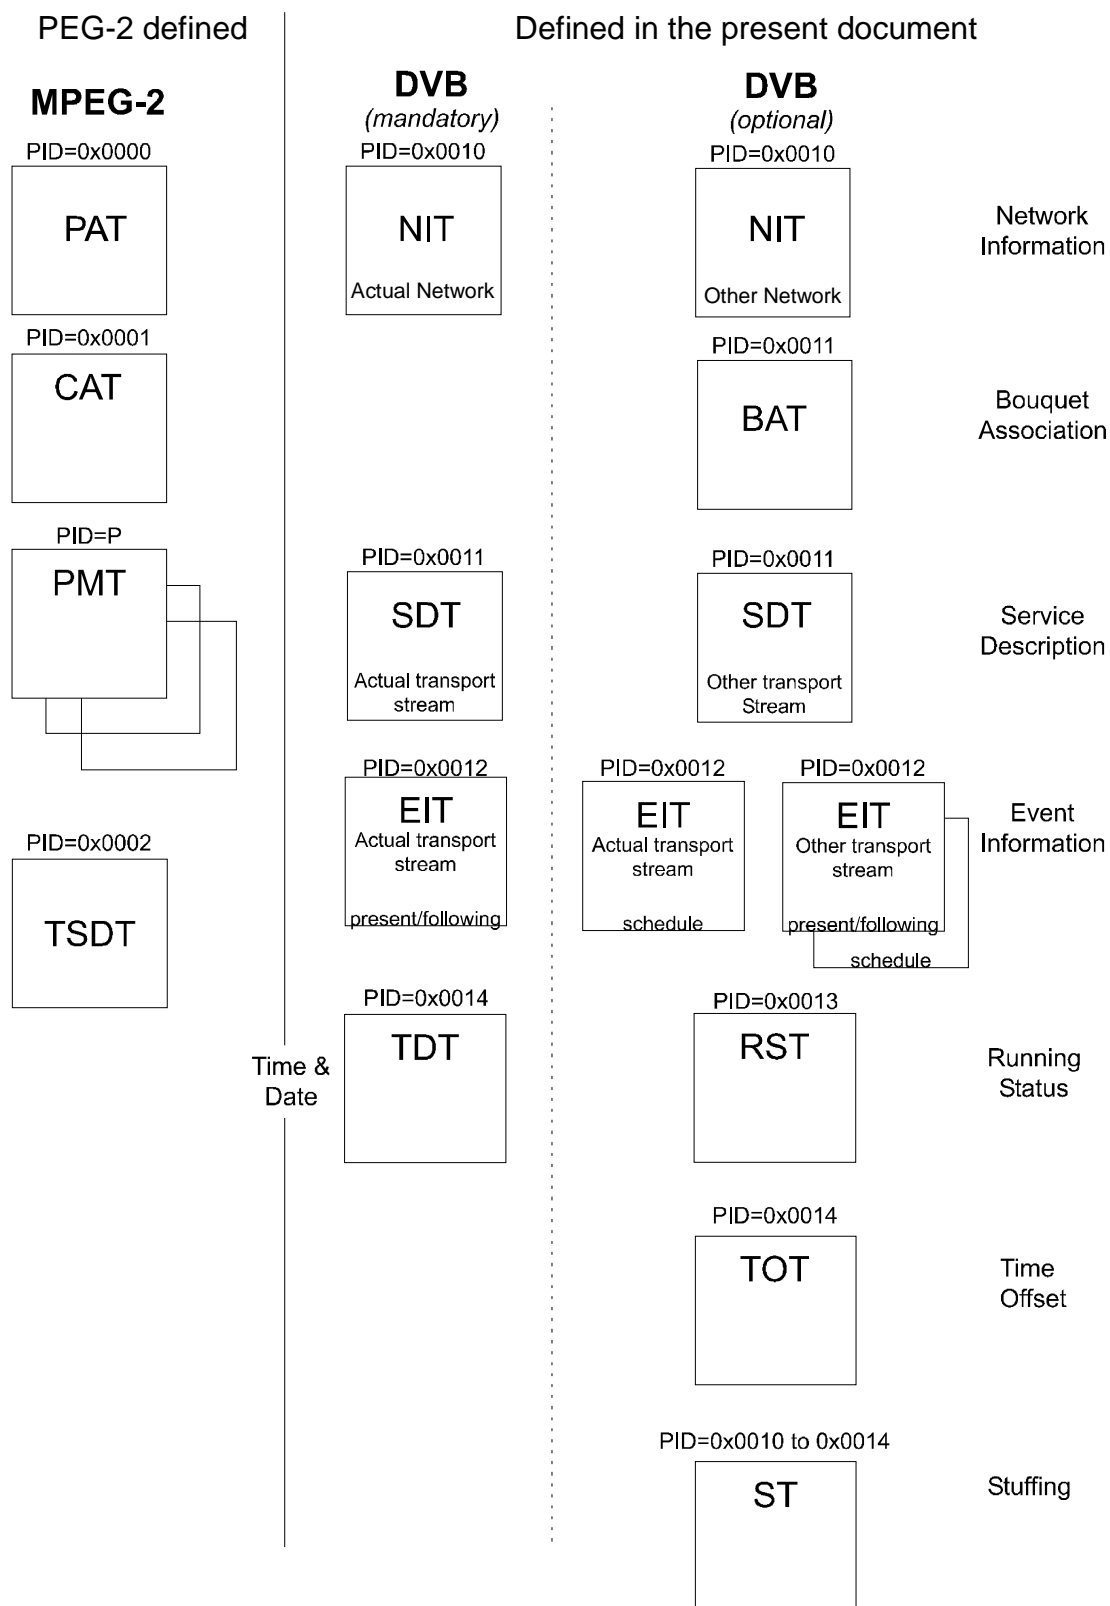 PEG-2 defined
Defined in the present document
MPEG-2
DVB
(mandatory)
DVB
(optional)
PID=0x0000
PAT
PID=0x0010
NIT
Actual Network
PID=0x0010
NIT
Other Network
Network
Information
PID=0x0001
CAT
PID=0x0011
BAT
Bouquet
Association
PID=P
PMT
PID=0x0011
SDT
Actual transport
stream
PID=0x0011
SDT
Other transport
Stream
Service
Description
PID=0x0012
EIT
Actual transport
stream
present/following
PID=0x0012
EIT
Actual transport
stream
schedule
PID=0x0012
EIT
Other transport
stream
present/following
schedule
Event
Information
PID=0x0002
TSDT
Time &
Date
PID=0x0014
TDT
PID=0x0013
RST
Running
Status
PID=0x0014
TOT
Time
Offset
PID=0x0010 to 0x0014
ST
Stuffing